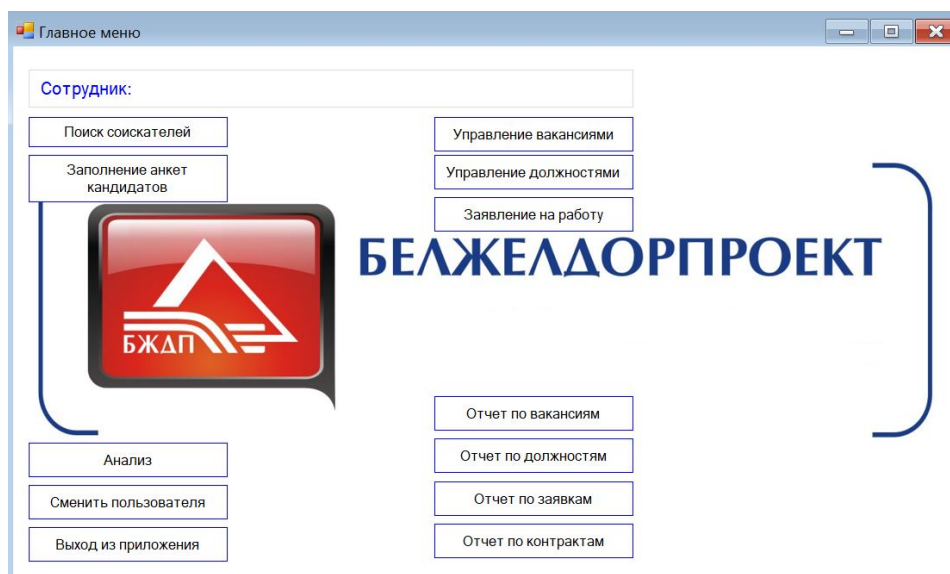 Главное меню
Сотрудник:
Поиск соискателей
Управление вакансиями
Заполнение анкет
кандидатов
Управление должностями
Заявление на работу
БЕЛЖЕЛДОРПРОЕКТ
БЖДП
Отчет по вакансиям
Анализ
Отчет по должностям
Сменить пользователя
Отчет по заявкам
Выход из приложения
Отчет по контрактам